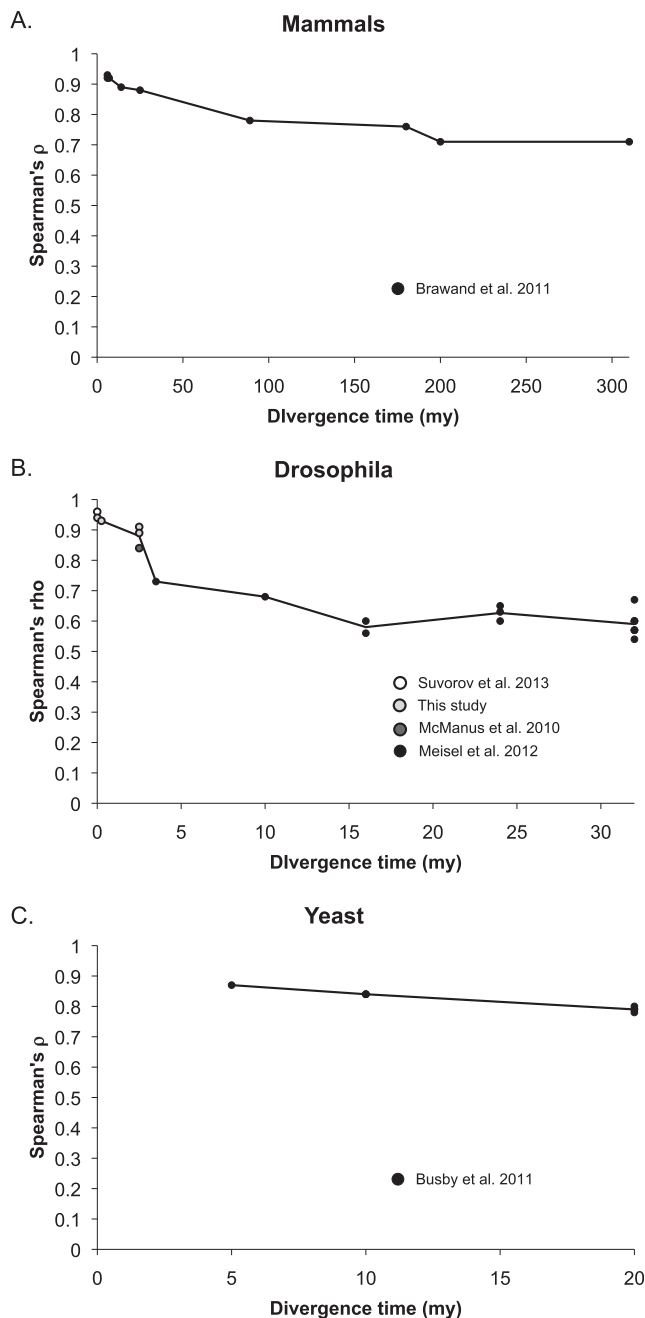 A.
Mammals
1
0.9
0.8
0.7
0.6
0.5
0.4
0.3
0.2
0.1
0
Spearman's ρ
Brawand et al. 2011
0 50 100 150 200 250 300
DIvergence time (my)
B.
Drosophila
1
0.9
0.8
0.7
0.6
0.5
0.4
0.3
0.2
0.1
0
Spearman's rho
Suvorov et al. 2013
This study
McManus et al. 2010
Meisel et al. 2012
0 5 10 15 20 25 30
DIvergence time (my)
C.
Yeast
1
0.9
0.8
0.7
0.6
0.5
0.4
0.3
0.2
0.1
0
Spearman's ρ
Busby et al. 2011
0 5 10 15 20
DIvergence time (my)